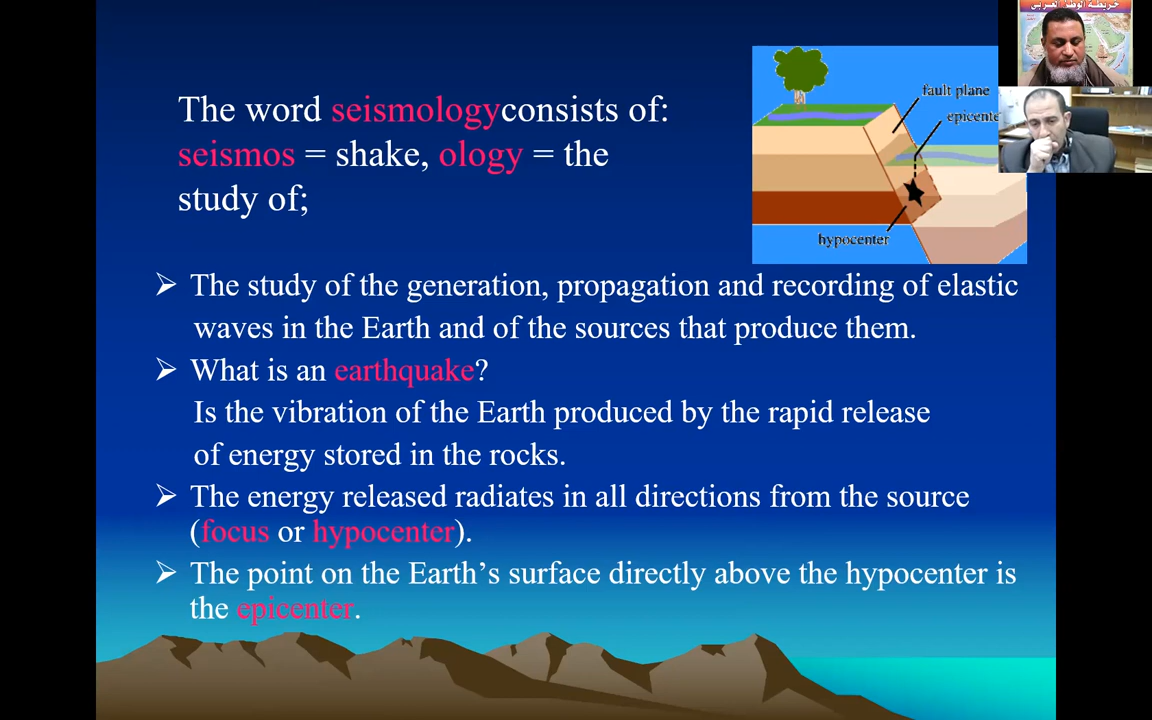 خريطة الوطن العربى
The word seismologyconsists of:
seismos = shake, ology = the
study of;
fault plane
epicente
hypocenter
➢ The study of the generation, propagation and recording of elastic
waves in the Earth and of the sources that produce them.
➢ What is an earthquake?
Is the vibration of the Earth produced by the rapid release
of energy stored in the rocks.
➢ The energy released radiates in all directions from the source
(focus or hypocenter).
➢ The point on the Earth’s surface directly above the hypocenter is
the epicenter.